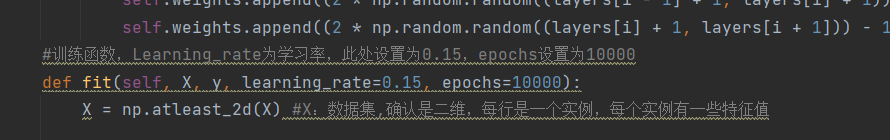 self.weights.append((2 * np.random.random((layers[i - 1] + 1, layers[i] + 1))
self.weights.append((2 * np.random.random((layers[i] + 1, layers[i + 1])) - 1
#训练函数，Learning_rate为学习率，此处设置为0.15，epochs设置为10000
def fit(self, X, y, learning_rate=0.15, epochs=10000):
X = np.atleast_2d(X) #X：数据集,确认是二维，每行是一个实例，每个实例有一些特征值